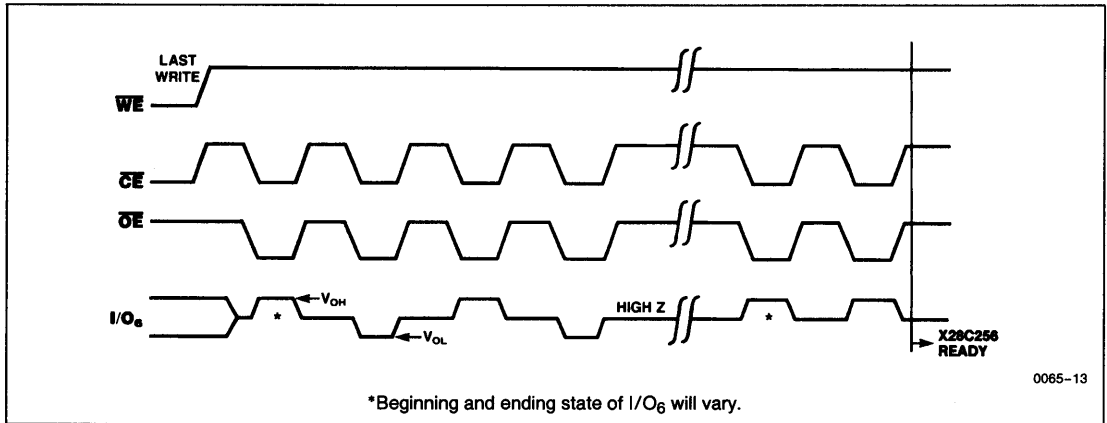 LAST
WRITE
WE
CE
OE
I/O6
VOH
*
VOL
HIGH Z
*
X28C256
READY
0065-13
*Beginning and ending state of I/O6 will vary.